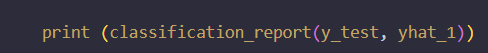 print (classification_report(y_test, yhat_1))